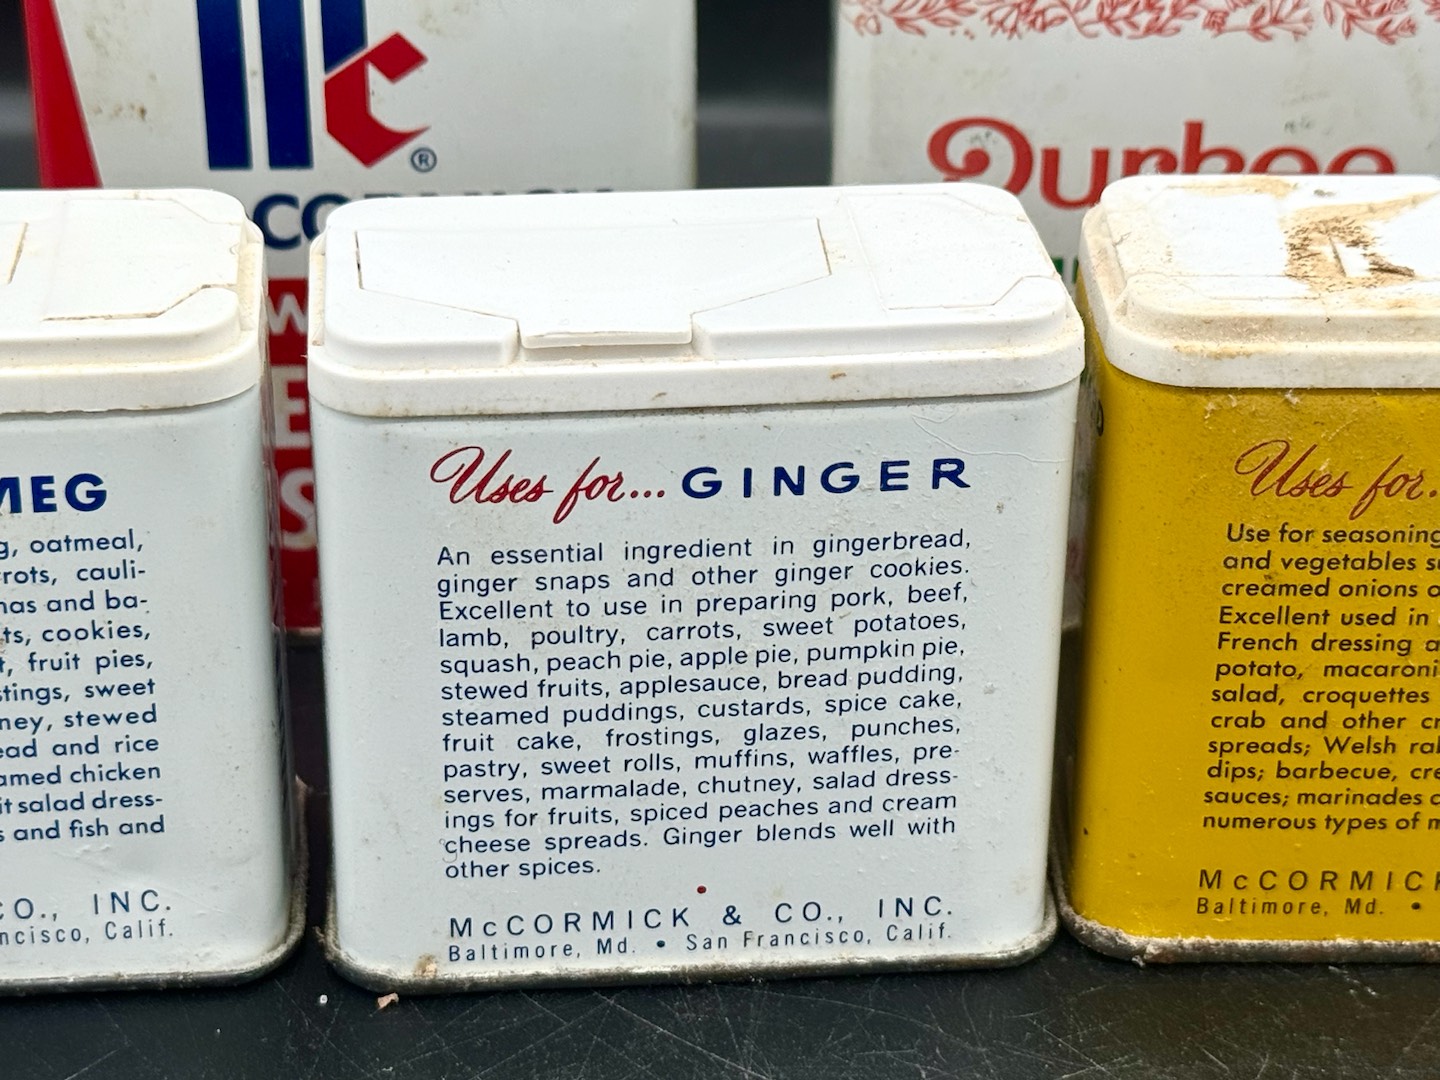 Mc
®
Durkee
MEG
oatmeal,
cauli-
and ba-
cookies,
fruit pies,
sweet
stewed
and rice
chicken
salad dress-
and fish and
CO., INC.
Calif.
Uses for... GINGER
An essential ingredient in gingerbread,
ginger snaps and other ginger cookies.
Excellent to use in preparing pork, beef,
lamb, poultry, carrots, sweet potatoes,
squash, peach pie, apple pie, pumpkin pie,
stewed fruits, applesauce, bread pudding,
steamed puddings, custards, spice cake,
fruit cake, frostings, glazes, punches,
pastry, sweet rolls, muffins, waffles, pre-
serves, marmalade, chutney, salad dress-
ings for fruits, spiced peaches and cream
cheese spreads. Ginger blends well with
other spices.
McCORMICK & CO., INC.
Baltimore, Md. • San Francisco, Calif.
Uses for.
Use for seasoning
and vegetables
creamed onions
Excellent used in
French dressing
potato, macaroni
salad, croquettes
crab and other
spreads; Welsh
dips; barbecue,
sauces; marinades
numerous types of
McCORMICK
Baltimore, Md. •